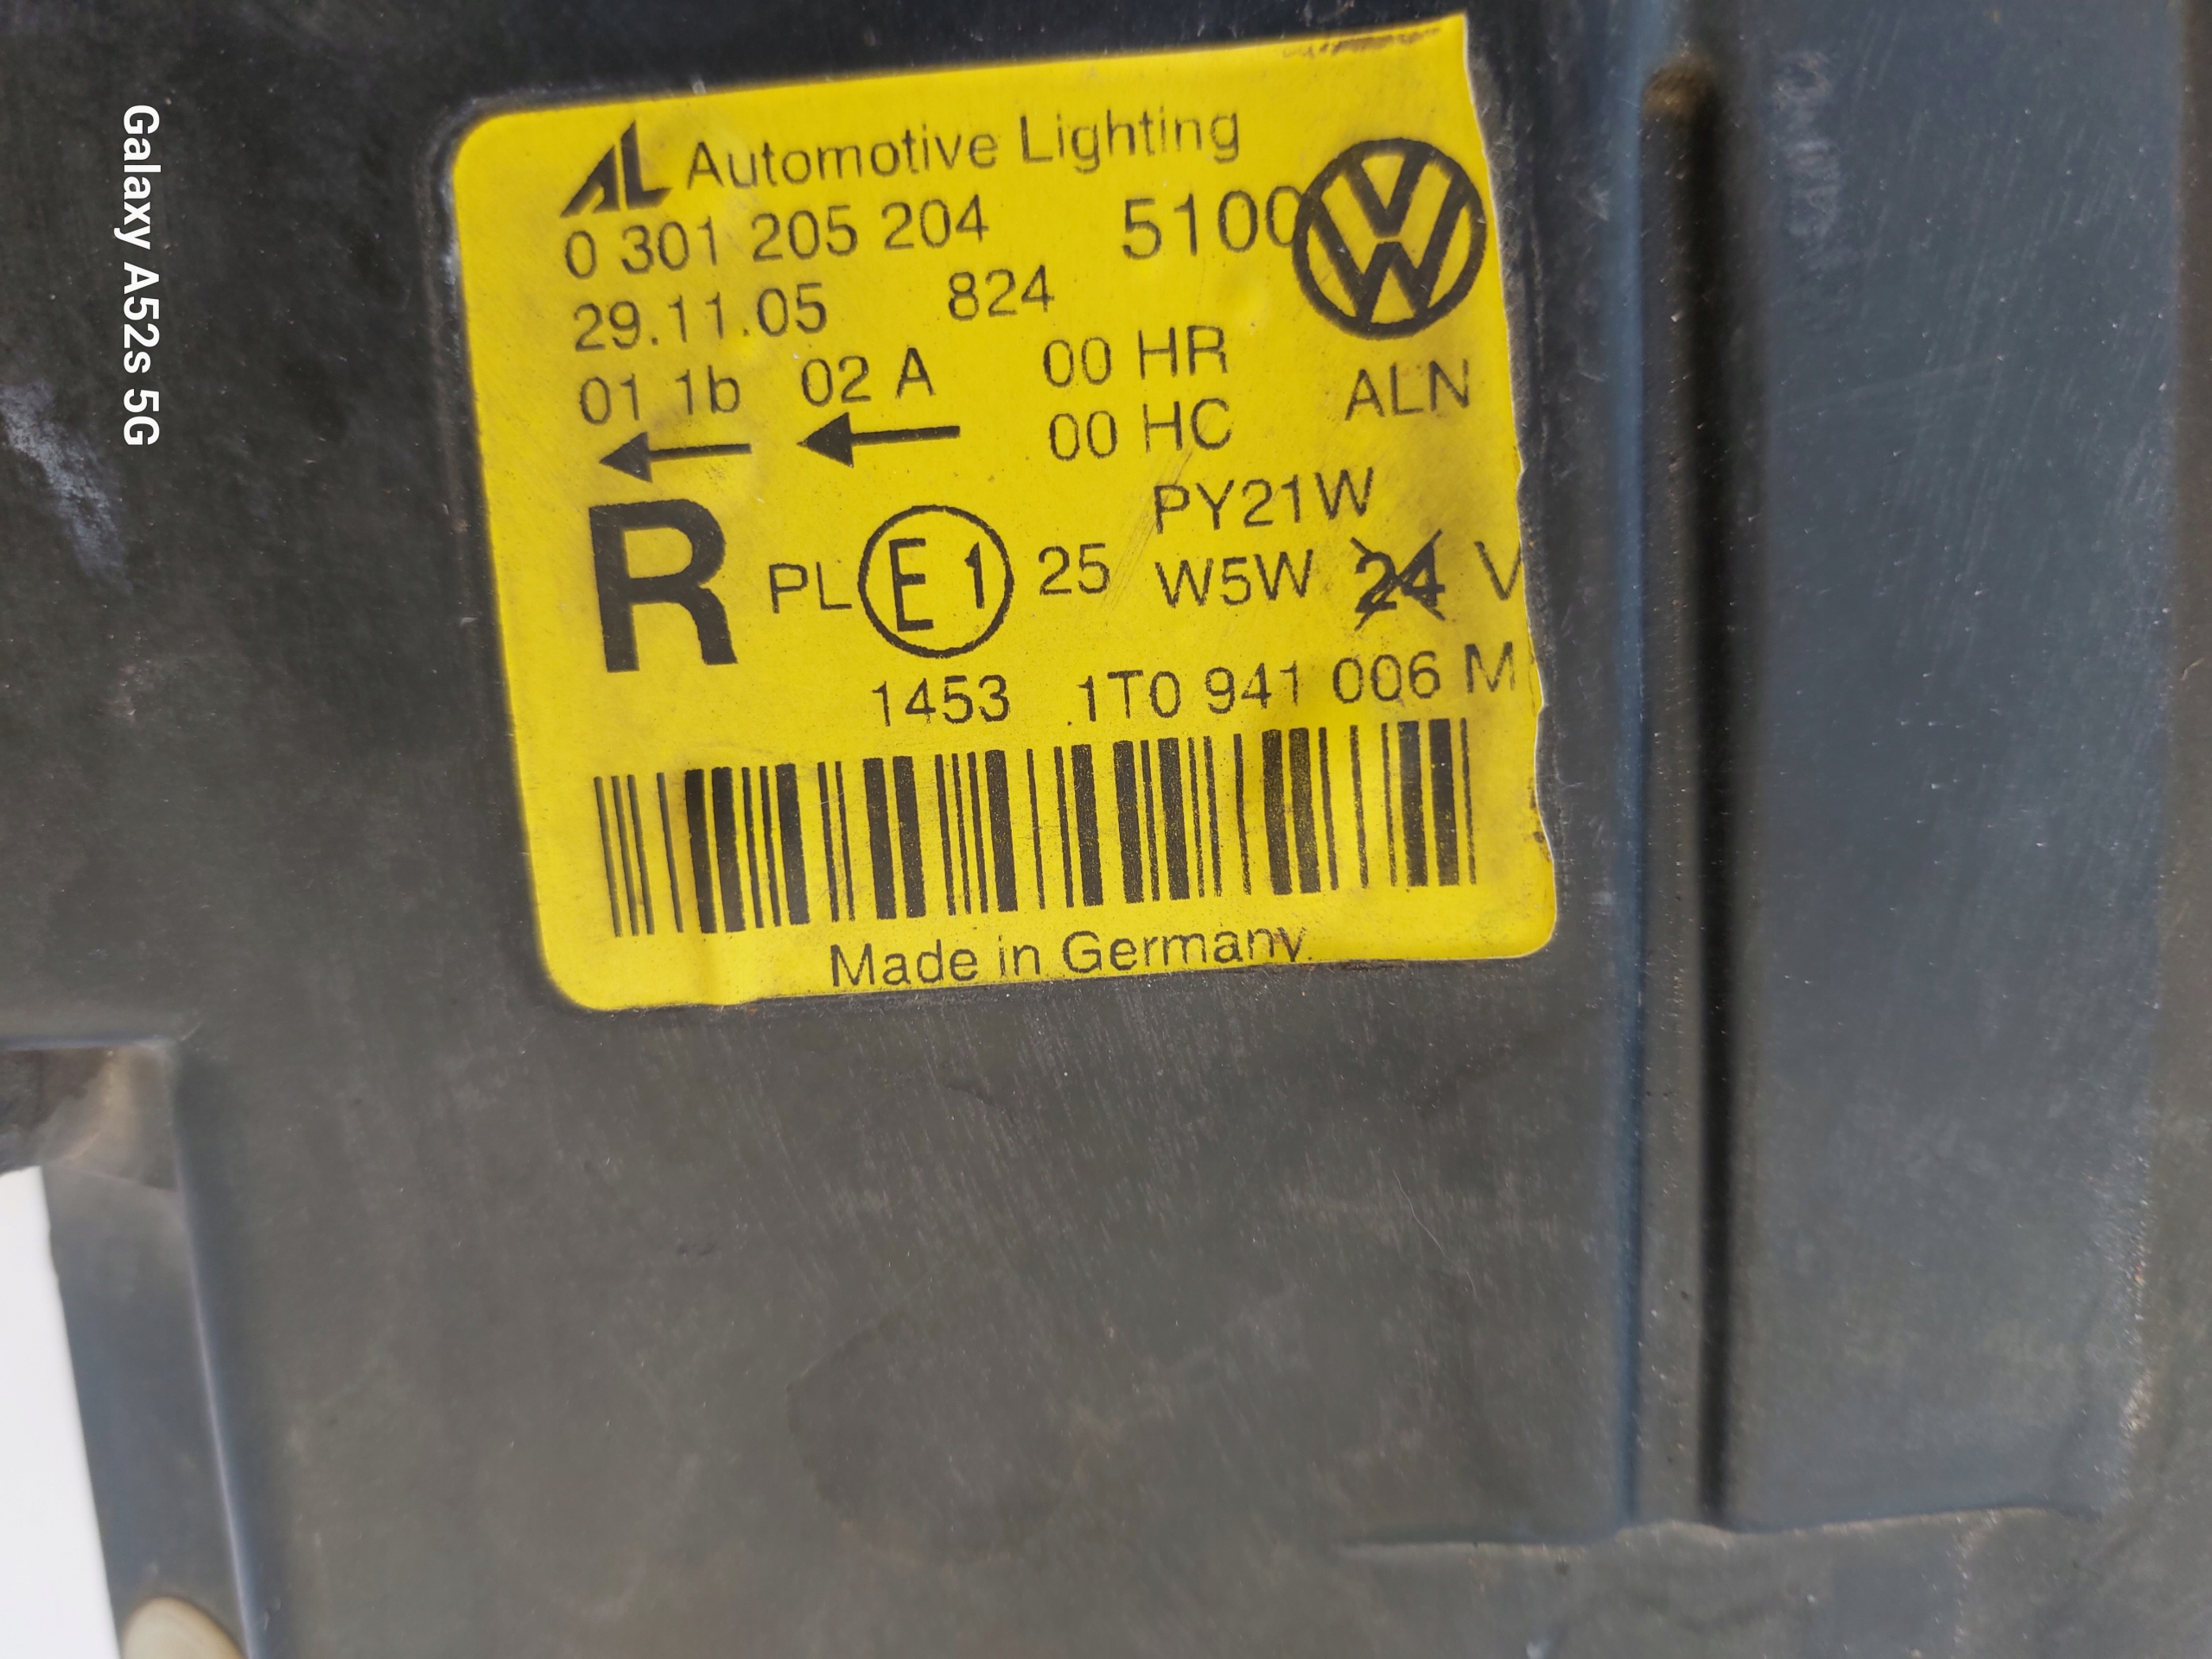 AL Automotive Lighting
0 301 205 204 5100
29.11.05 824
01 1b 02 A 00 HR
00 HC ALN
R PL E1 25 PY21W
W5W 24 V
1453 1T0 941 006 M
Made in Germany
Galaxy A52s 5G